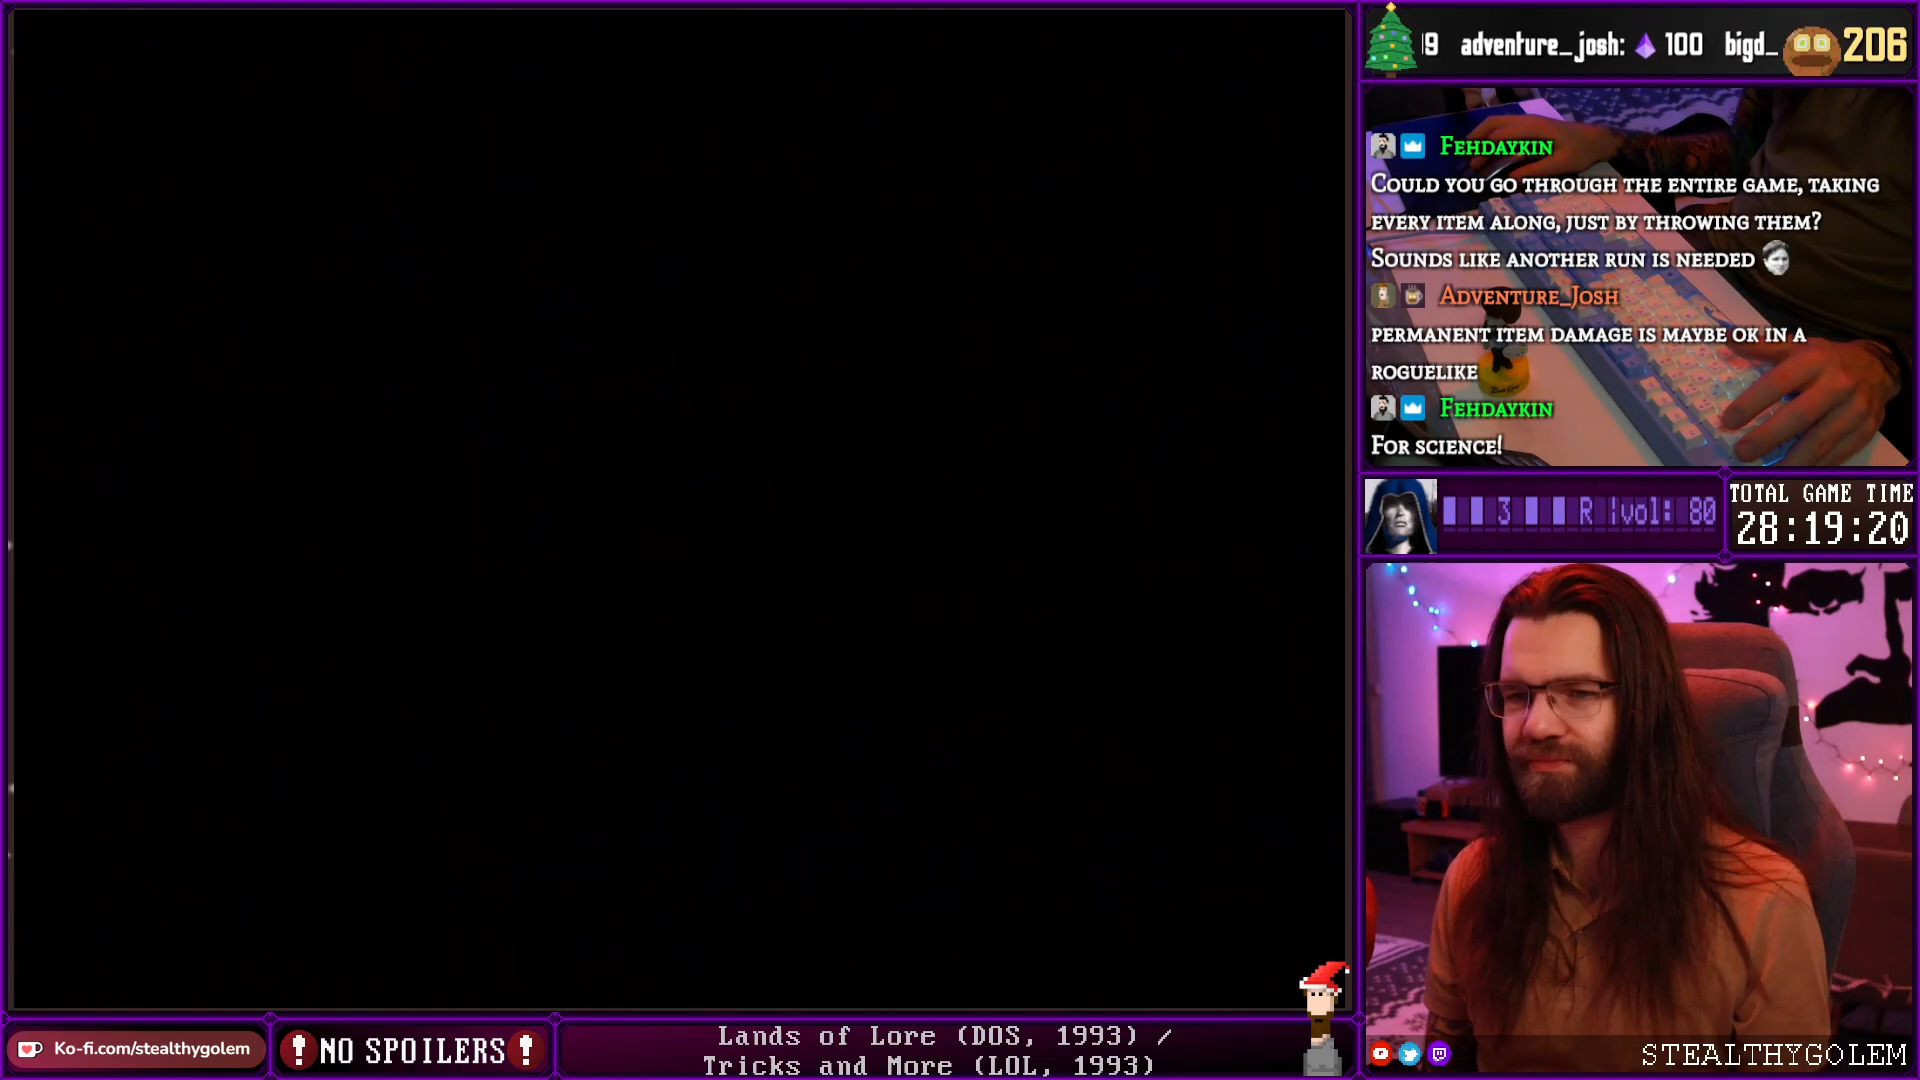 9 adventure_josh: 100 bigd_ 206
Fehdaykin
Could you go through the entire game, taking
every item along, just by throwing them?
Sounds like another run is needed
Adventure_Josh
permanent item damage is maybe ok in a
roguelike
Fehdaykin
For science!
3 R |vol: 80
TOTAL GAME TIME
28:19:20
Ko-fi.com/stealthygolem
NO SPOILERS
Lands of Lore (DOS, 1993) /
Tricks and More (LOL, 1993)
STEALTHYGOLEM